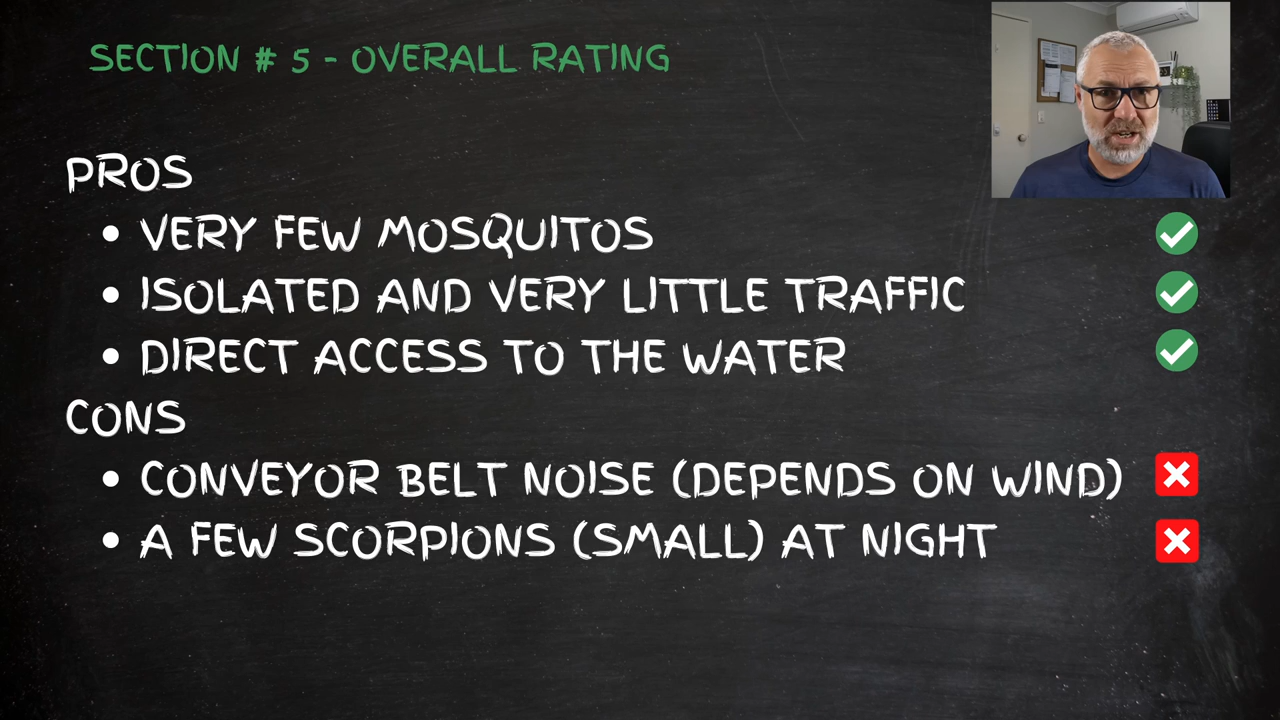 SECTION # 5 - OVERALL RATING
PROS
• VERY FEW MOSQUITOS
• ISOLATED AND VERY LITTLE TRAFFIC
• DIRECT ACCESS TO THE WATER
CONS
• CONVEYOR BELT NOISE (DEPENDS ON WIND)
• A FEW SCORPIONS (SMALL) AT NIGHT